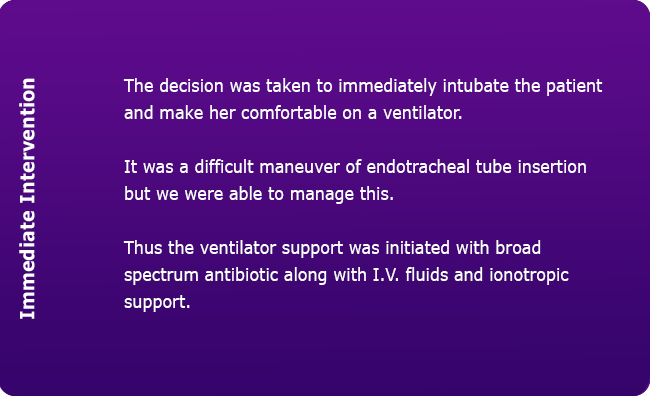 Immediate Intervention
The decision was taken to immediately intubate the patient
and make her comfortable on a ventilator.
It was a difficult maneuver of endotracheal tube insertion
but we were able to manage this.
Thus the ventilator support was initiated with broad
spectrum antibiotic along with I.V. fluids and ionotropic
support.